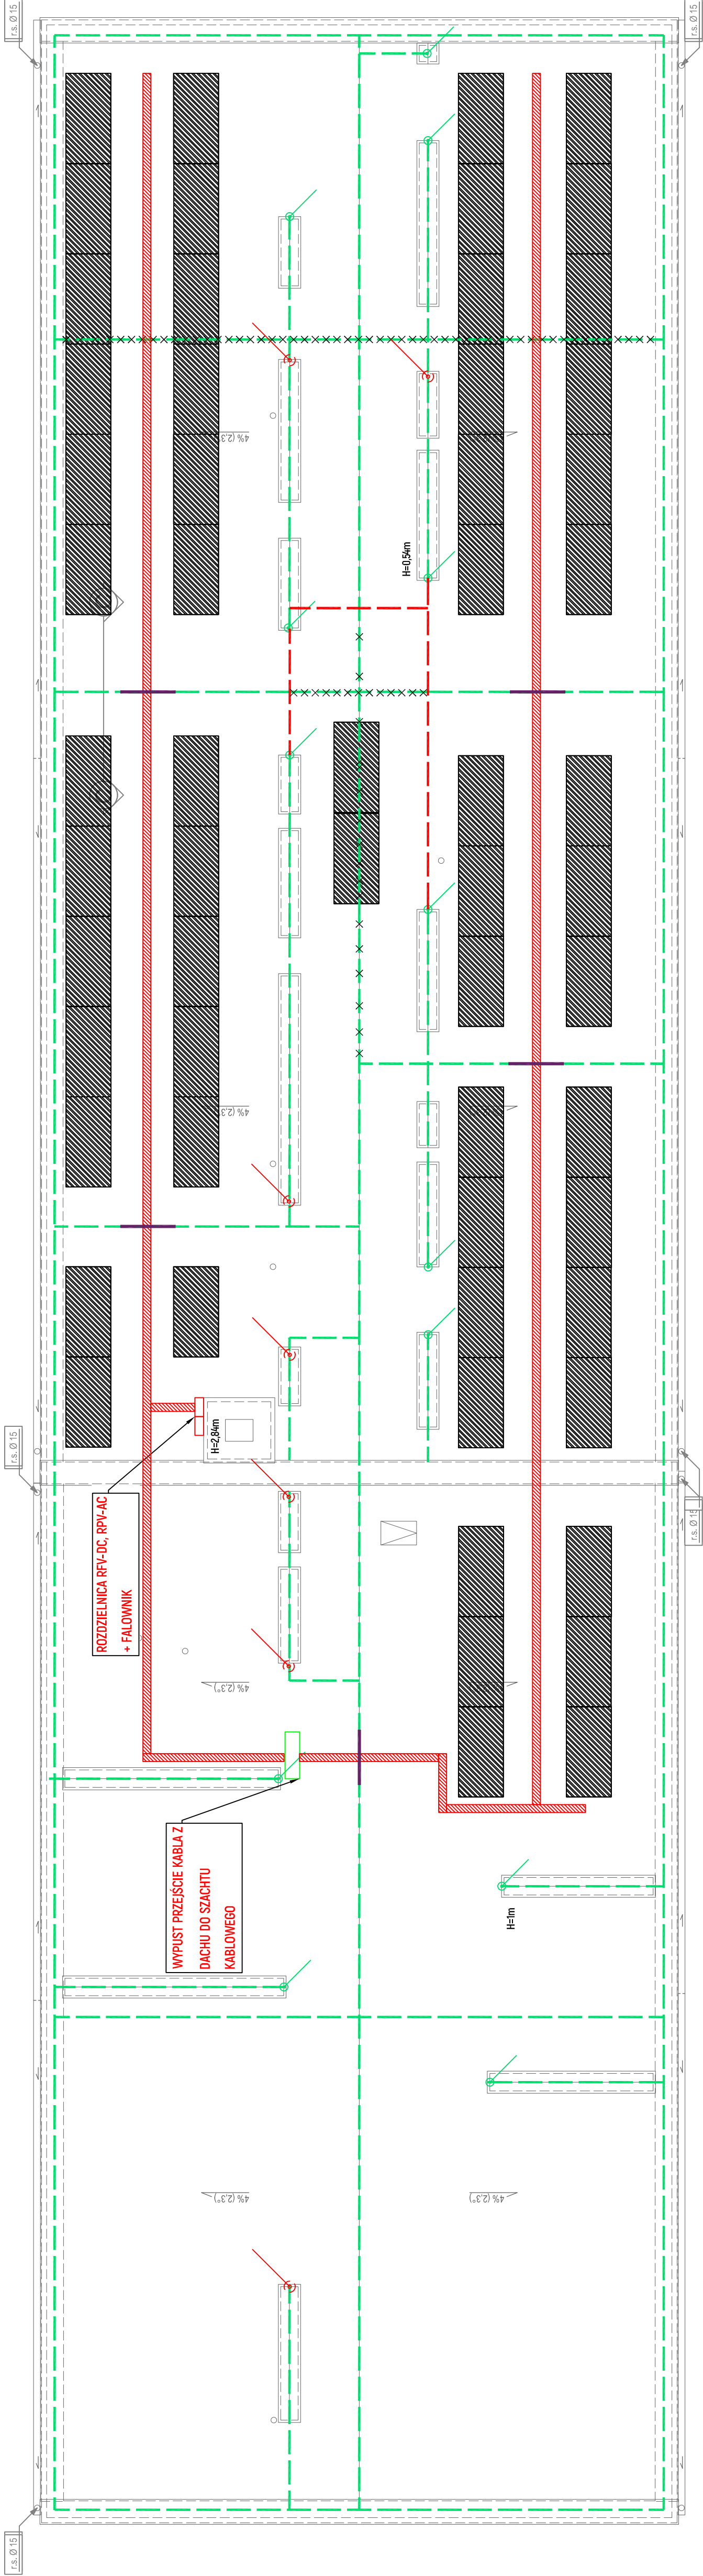 r.s. Ø 15
r.s. Ø 15
4% (2,3°)
H=0,54m
4% (2,3°)
r.s. Ø 15
H=2,84m
ROZDZIELNICA RFV-DC, RPV-AC
+ FALOWNIK
r.s. Ø 15
4% (2,3°)
WYPUST PRZEJŚCIE KABLA Z
DACHU DO SZACHTU
KABLOWEGO
H=1m
4% (2,3°)
4% (2,3°)
r.s. Ø 15